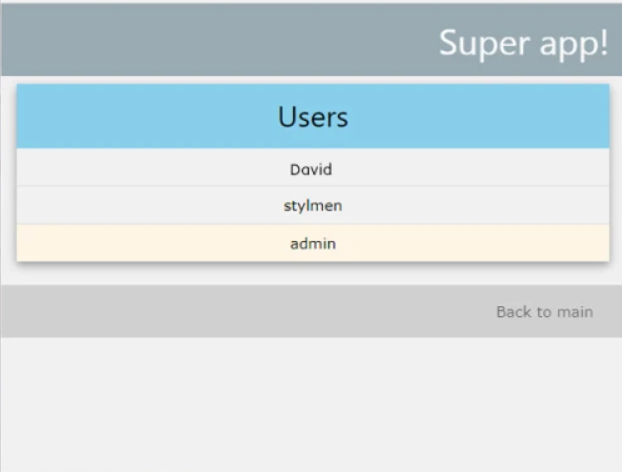 Super app!
Users
David
stylmen
admin
Back to main